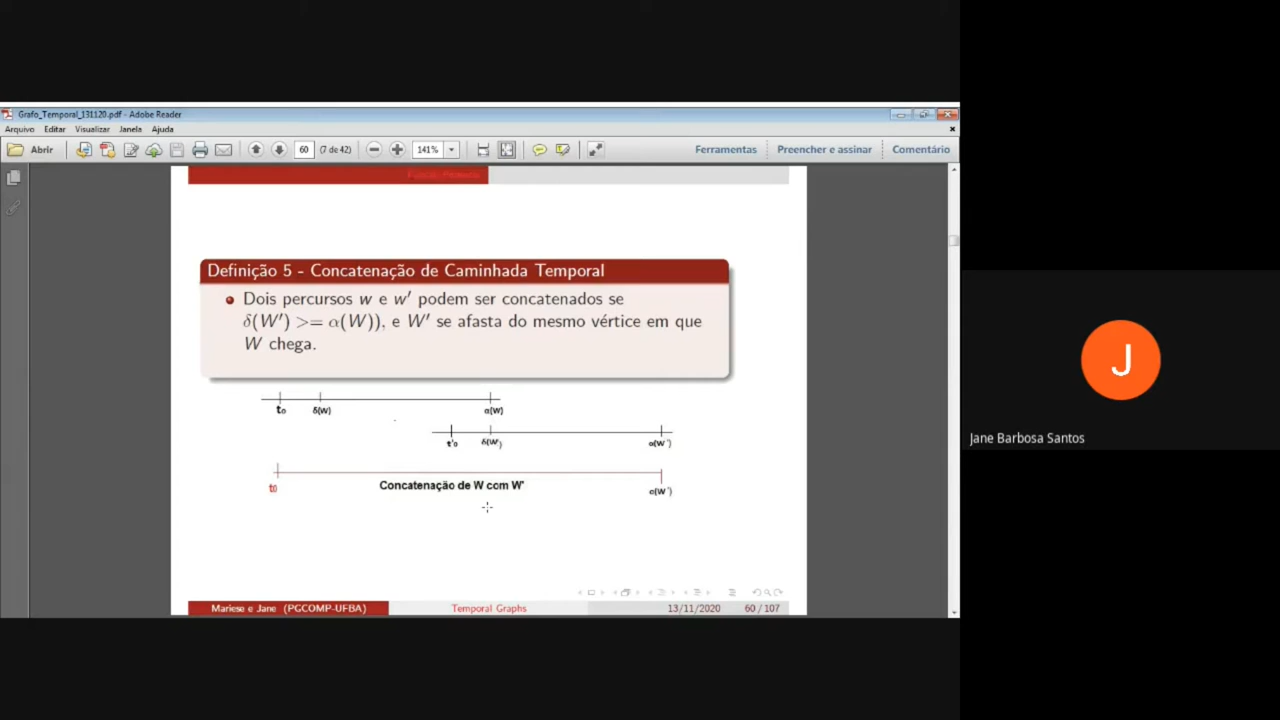 Grafo_Temporal_131120.pdf - Adobe Reader
Arquivo Editar Visualizar Janela Ajuda
Abrir 60 (7 de 42) 141% Ferramentas Preencher e assinar Comentário
Definição 5 - Concatenação de Caminhada Temporal
Dois percursos w e w′ podem ser concatenados se
δ(W′) >= α(W)), e W′ se afasta do mesmo vértice em que
W chega.
t₀ δ(w) α(w)
t'₀ δ(W') α(W')
Concatenação de W com W'
t0 α(W')
Mariese e Jane (PGCOMP-UFBA) Temporal Graphs 13/11/2020 60 / 107
J
Jane Barbosa Santos